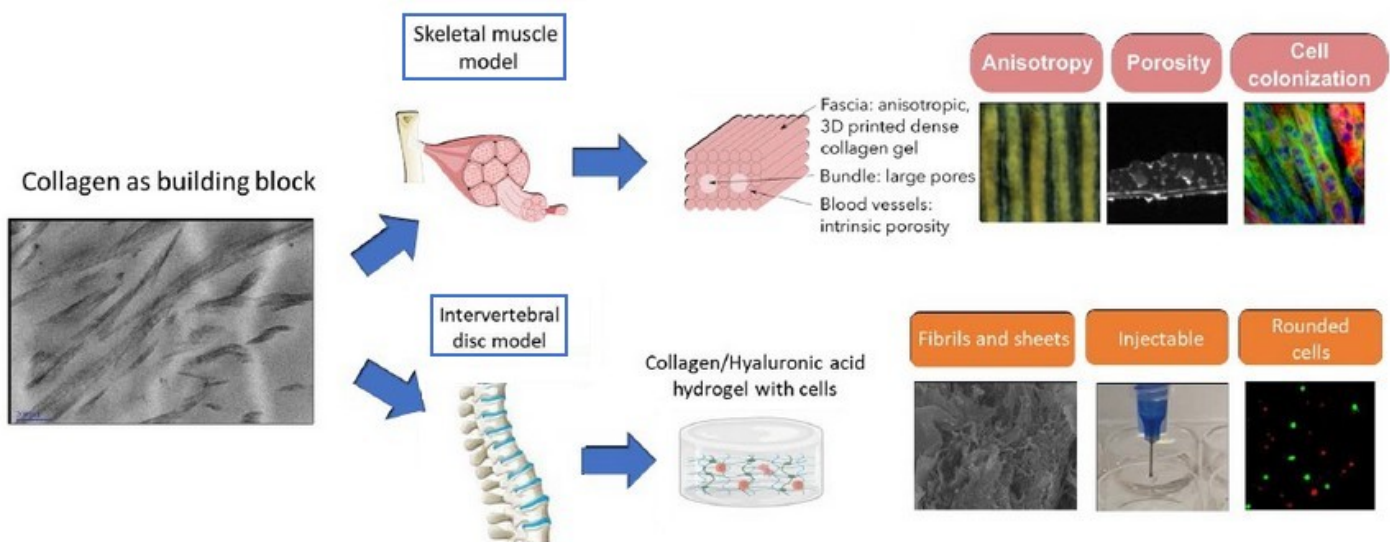 Skeletal muscle
model
Anisotropy
Porosity
Cell
colonization
Fascia: anisotropic,
3D printed dense
collagen gel
Bundle: large pores
Blood vessels:
intrinsic porosity
Collagen as building block
Intervertebral
disc model
Collagen/Hyaluronic acid
hydrogel with cells
Fibrils and sheets
Injectable
Rounded
cells